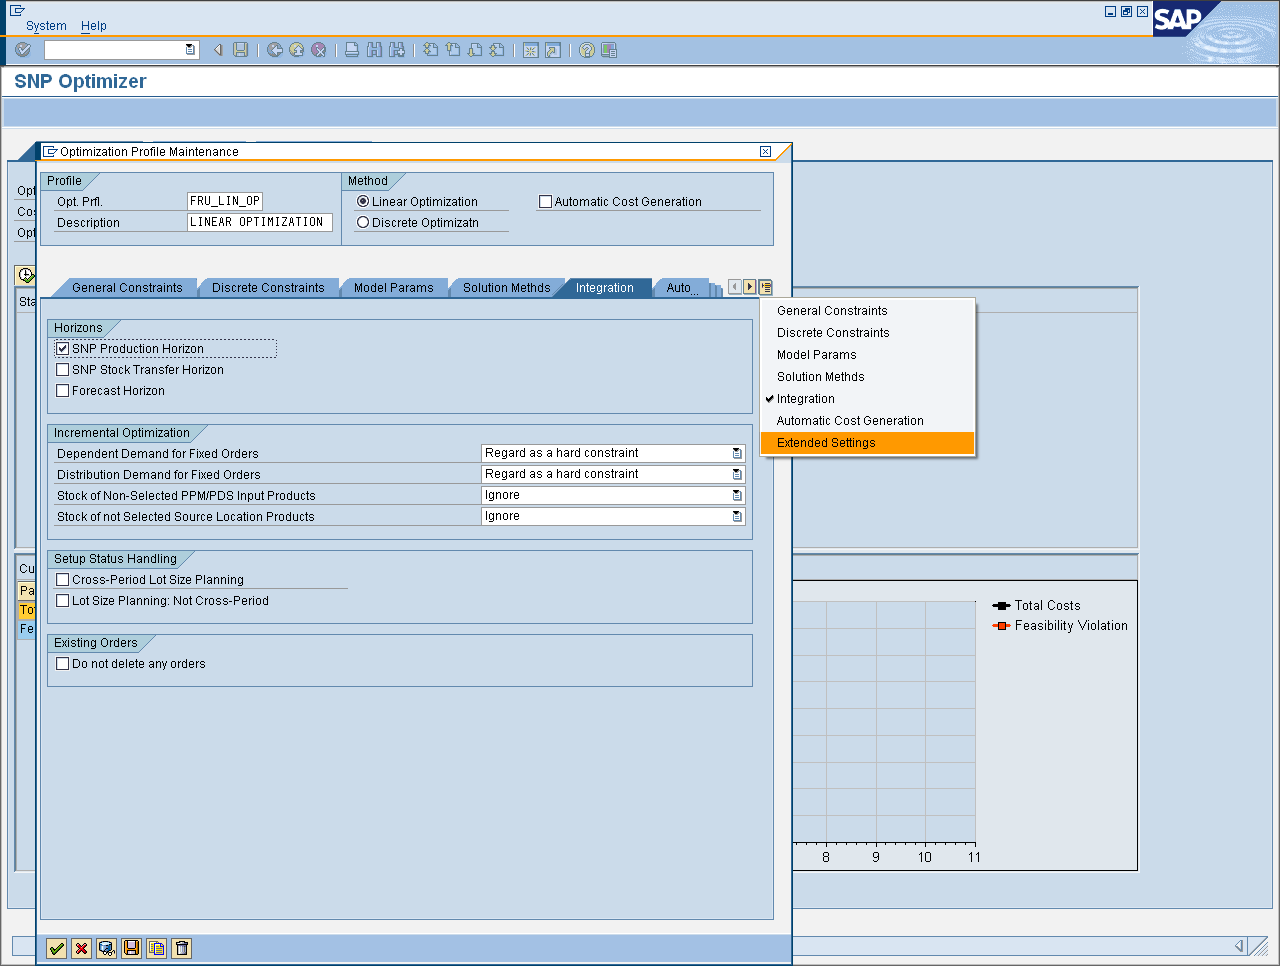 System Help
SAP
SNP Optimizer
Optimization Profile Maintenance
Profile
Method
Opt. Prfl.
FRU_LIN_OP
Linear Optimization
Automatic Cost Generation
Description
LINEAR OPTIMIZATION
Discrete Optimizatn
General Constraints
Discrete Constraints
Model Params
Solution Methds
Integration
Auto...
General Constraints
Discrete Constraints
Model Params
Solution Methds
Integration
Automatic Cost Generation
Extended Settings
Horizons
SNP Production Horizon
SNP Stock Transfer Horizon
Forecast Horizon
Incremental Optimization
Dependent Demand for Fixed Orders
Regard as a hard constraint
Distribution Demand for Fixed Orders
Regard as a hard constraint
Stock of Non-Selected PPM/PDS Input Products
Ignore
Stock of not Selected Source Location Products
Ignore
Setup Status Handling
Cross-Period Lot Size Planning
Lot Size Planning: Not Cross-Period
Existing Orders
Do not delete any orders
Opt
Cos
Opt
Sta
Cu
Pa
Tot
Fe
Total Costs
Feasibility Violation
8 9 10 11